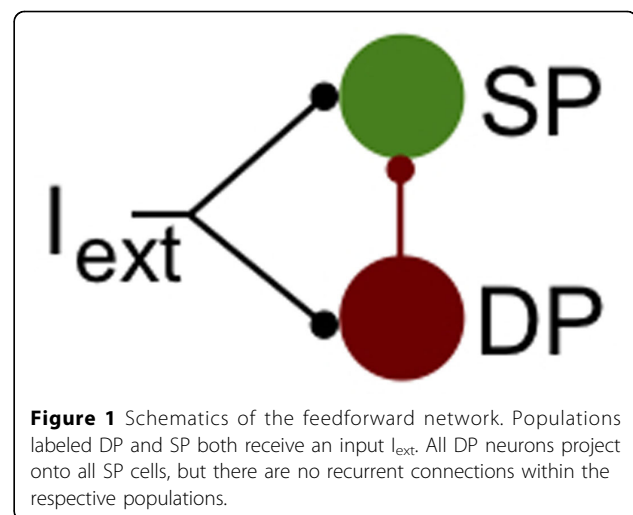 SP
I_ext
DP
Figure 1 Schematics of the feedforward network. Populations
labeled DP and SP both receive an input I_ext. All DP neurons project
onto all SP cells, but there are no recurrent connections within the
respective populations.